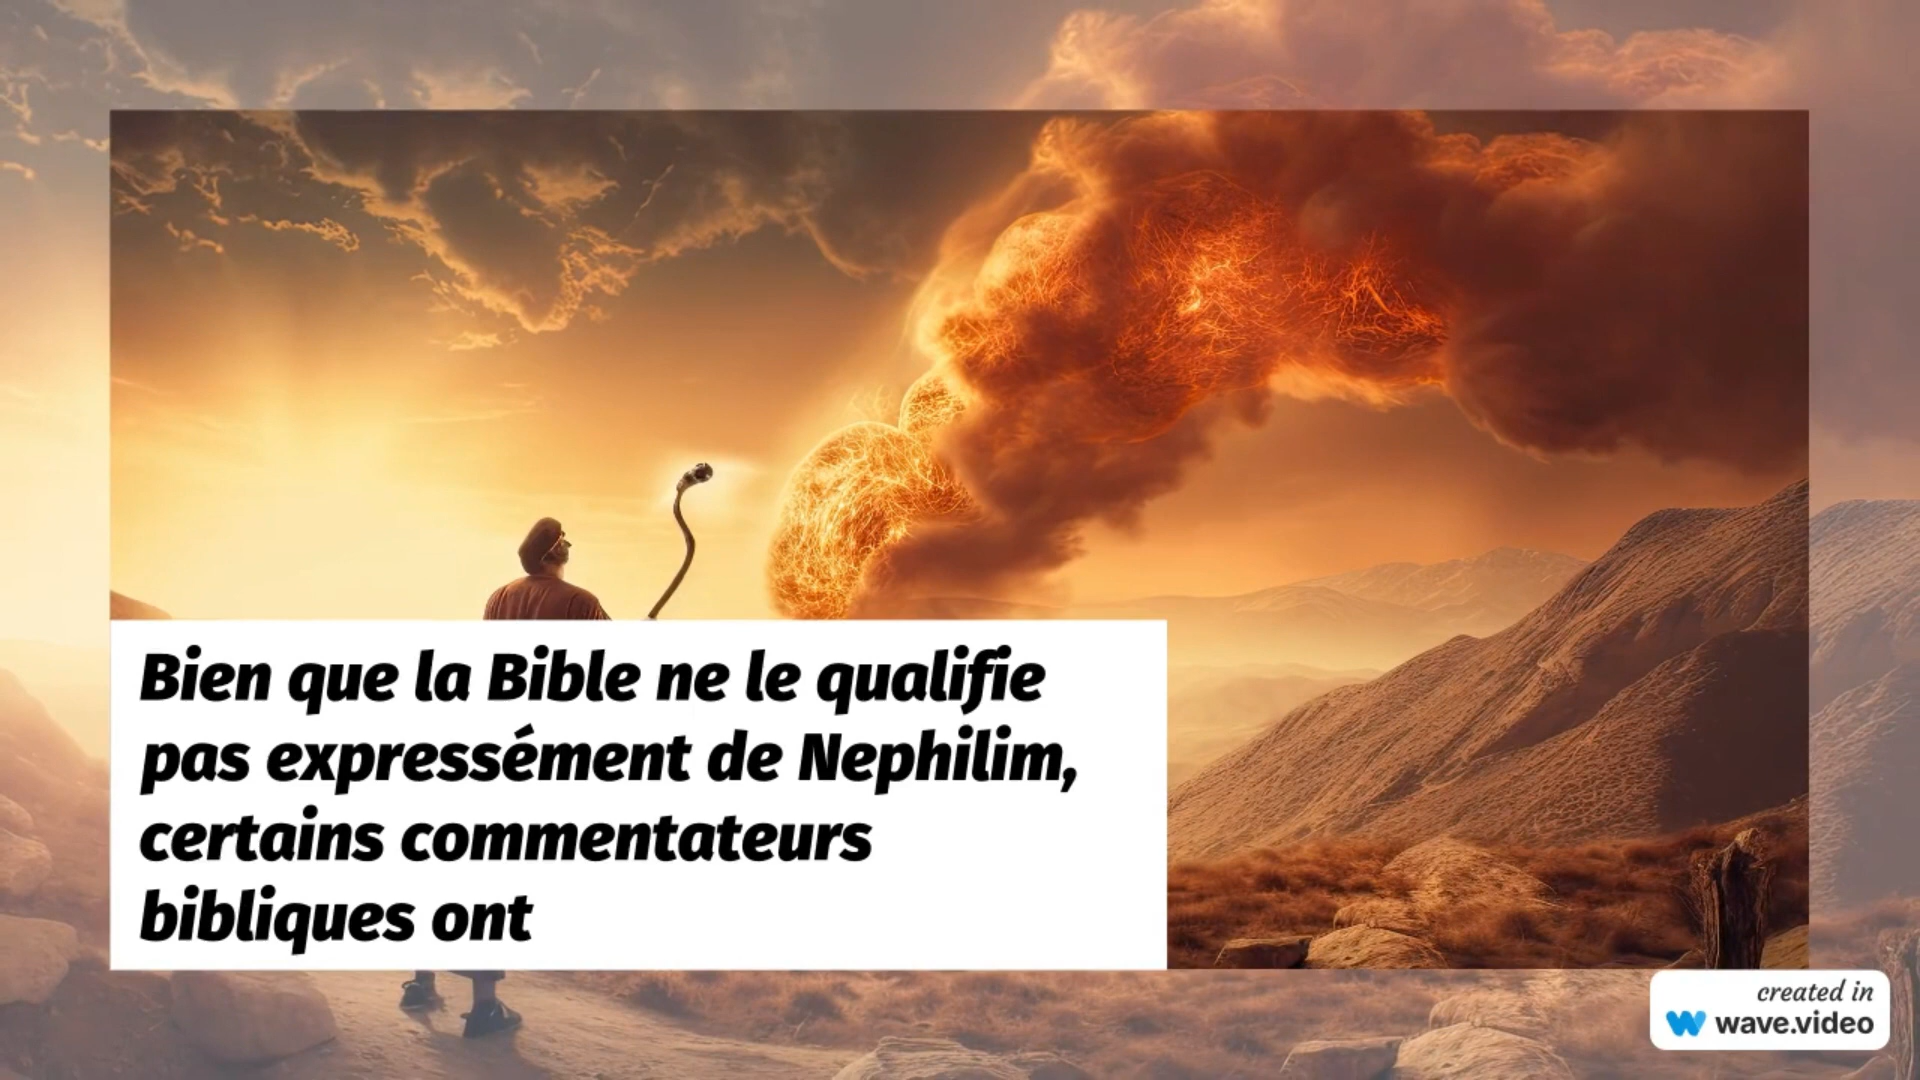 Bien que la Bible ne le qualifie
pas expressément de Nephilim,
certains commentateurs
bibliques ont
created in
wave.video